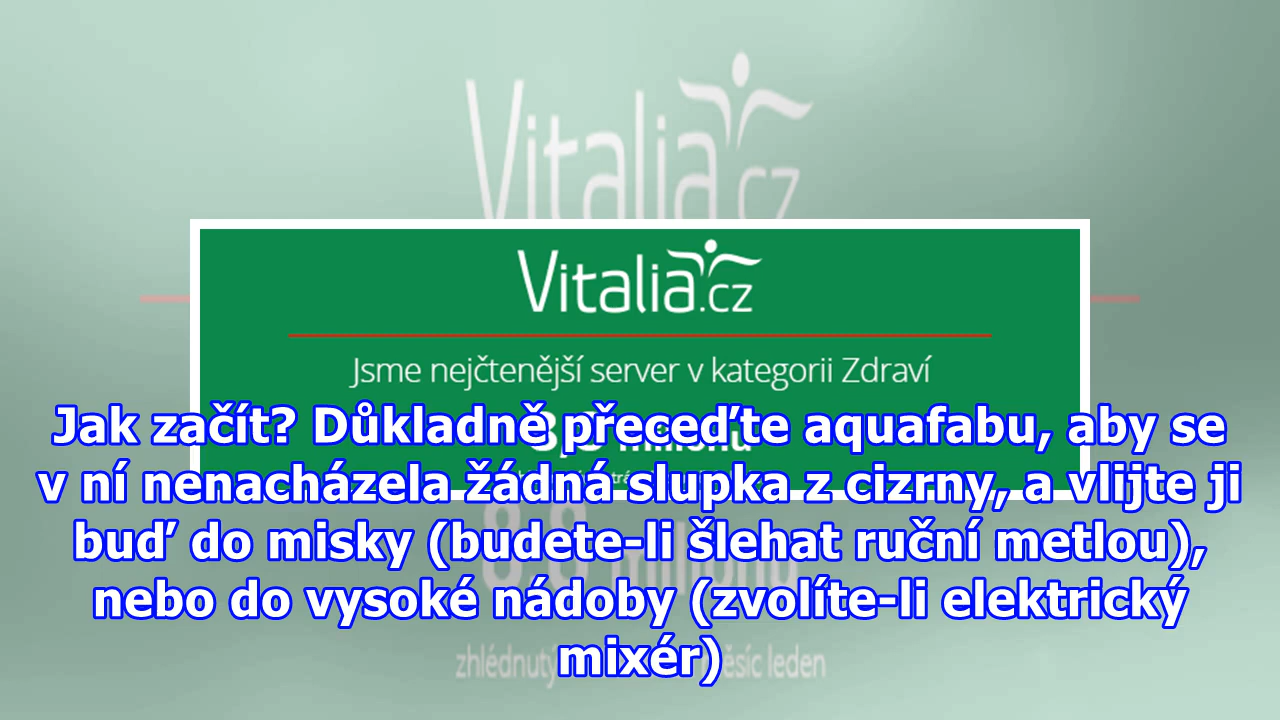 Vitalia.cz
Vitalia.cz
Jsme nejčtenější server v kategorii Zdraví
Jak začít? Důkladně přeceďte aquafabu, aby se
v ní nenacházela žádná slupka z cizrny, a vlijte ji
buď do misky (budete-li šlehat ruční metlou),
nebo do vysoké nádoby (zvolíte-li elektrický
mixér)
zhlédnuty leden